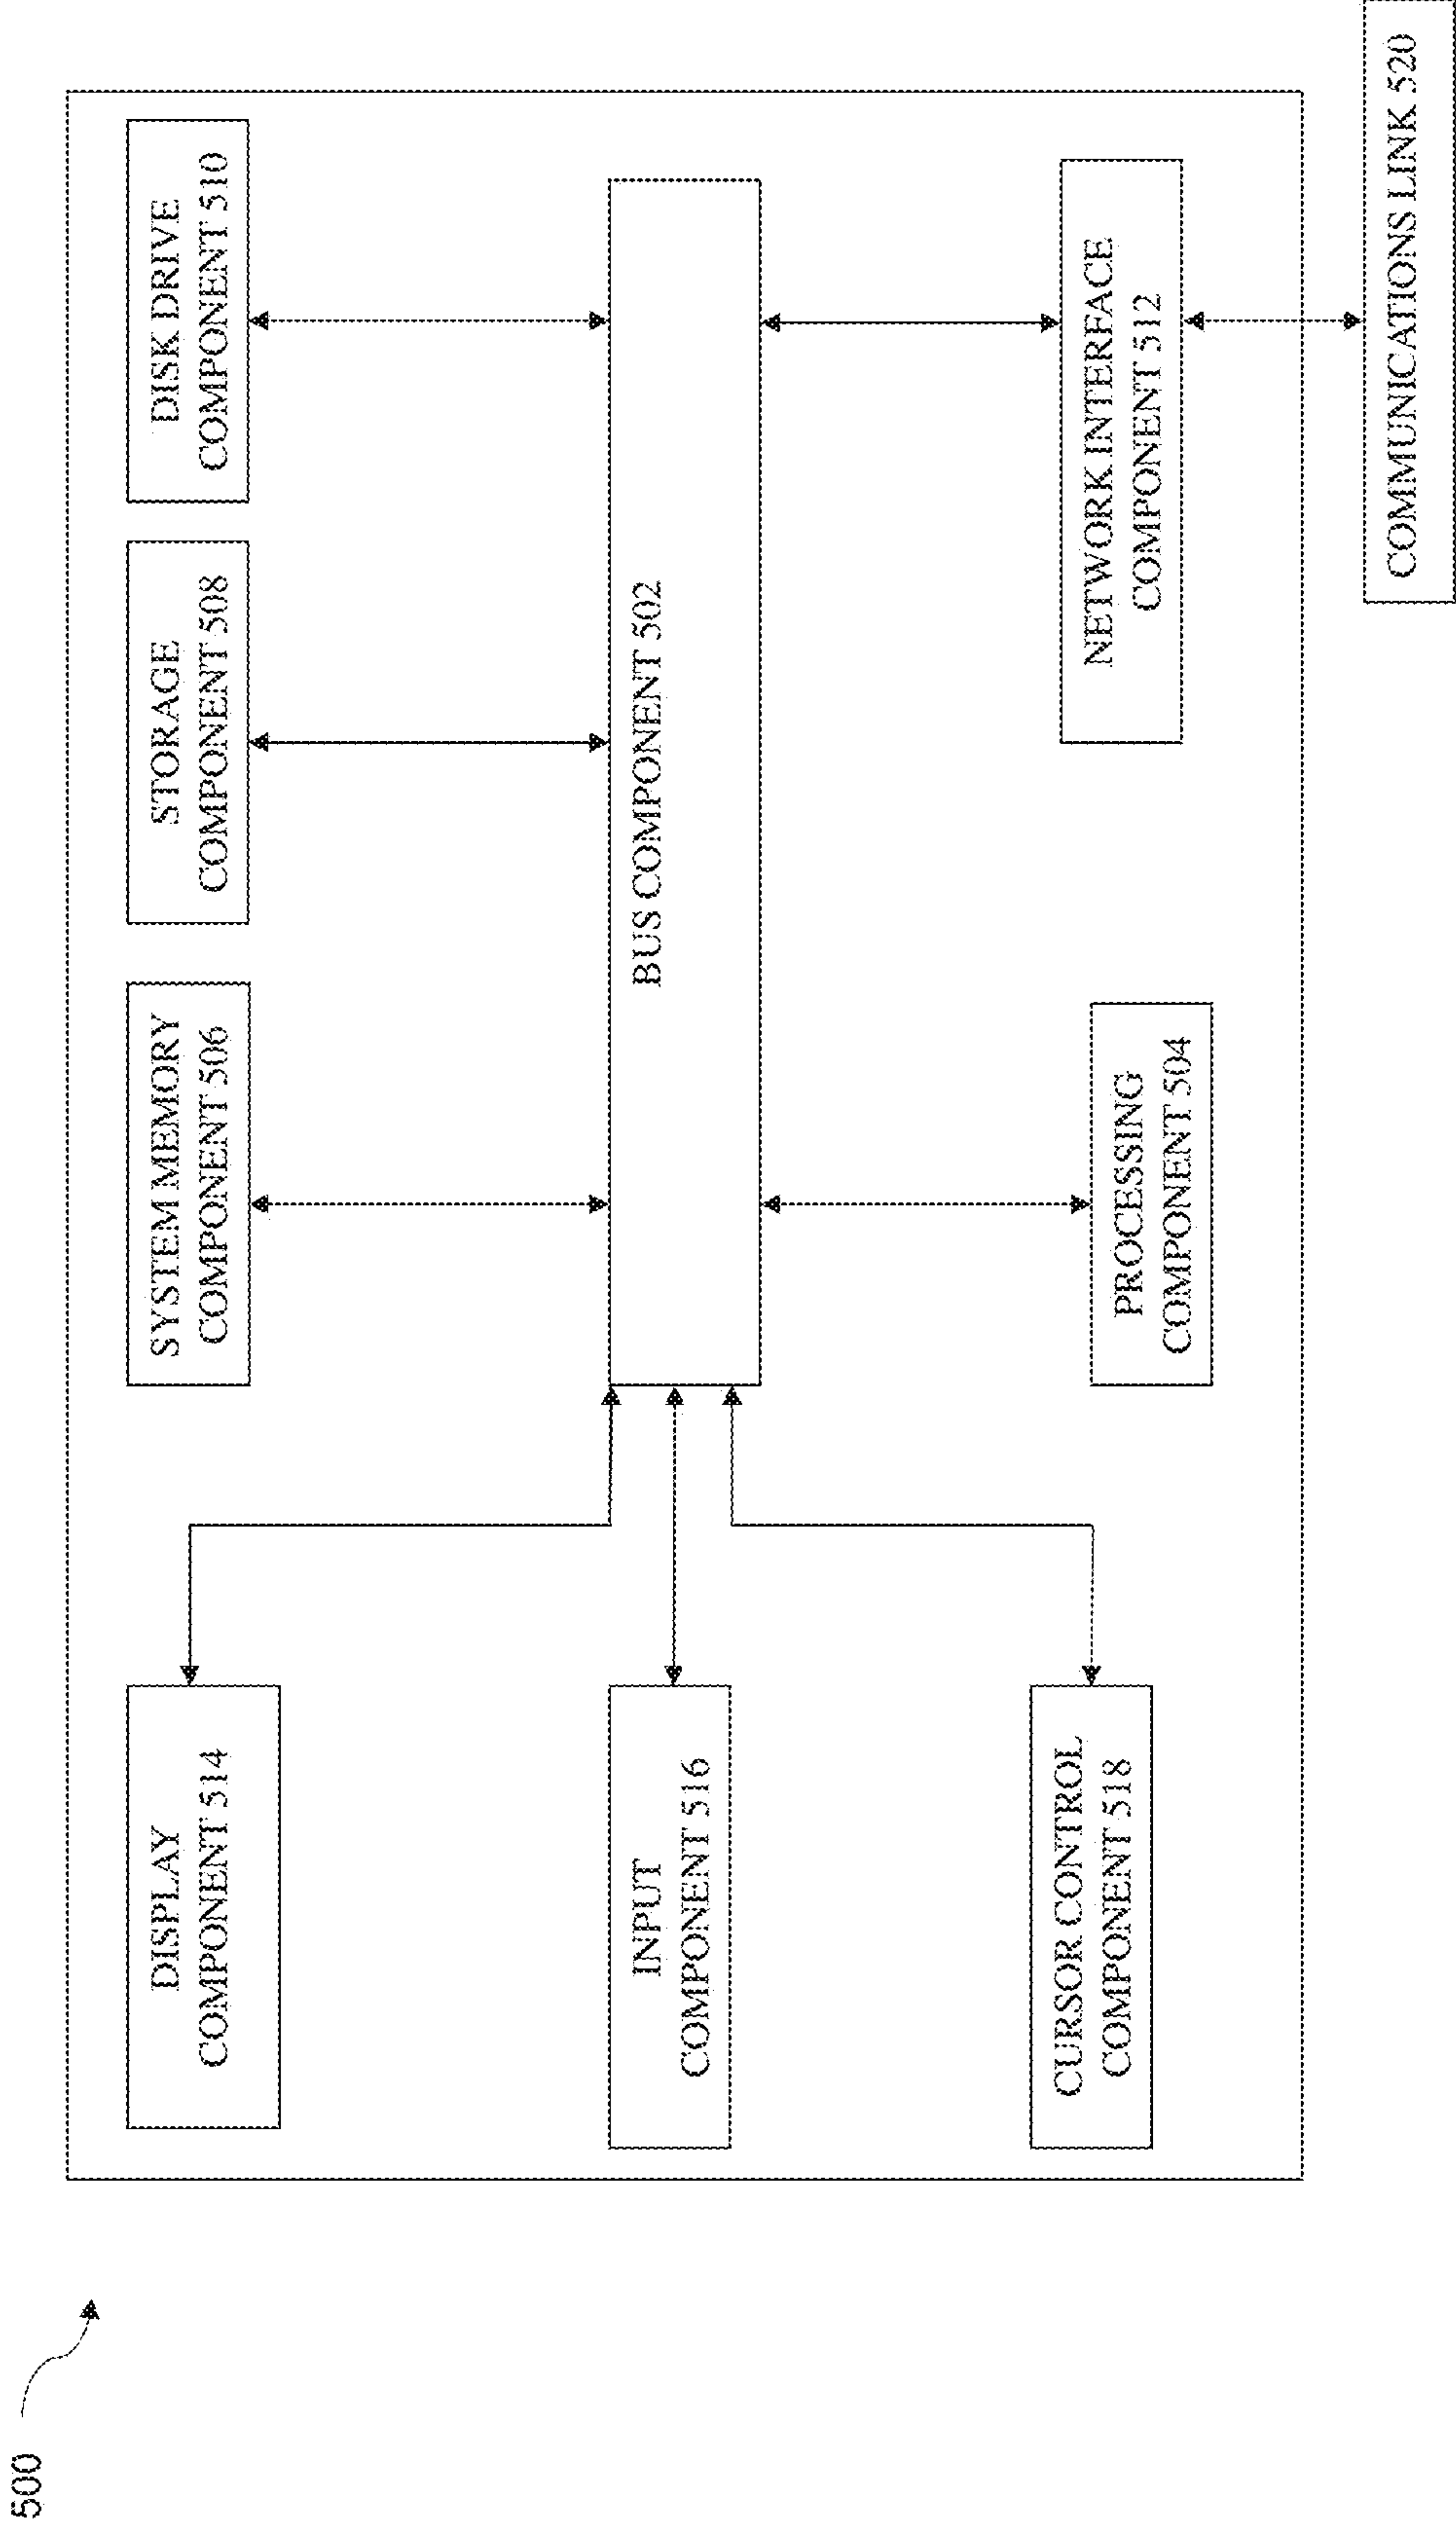 500
DISPLAY
COMPONENT 514
SYSTEM MEMORY
COMPONENT 506
STORAGE
COMPONENT 508
DISK DRIVE
COMPONENT 510
INPUT
COMPONENT 516
BUS COMPONENT 502
CURSOR CONTROL
COMPONENT 518
PROCESSING
COMPONENT 504
NETWORK INTERFACE
COMPONENT 512
COMMUNICATIONS LINK 520